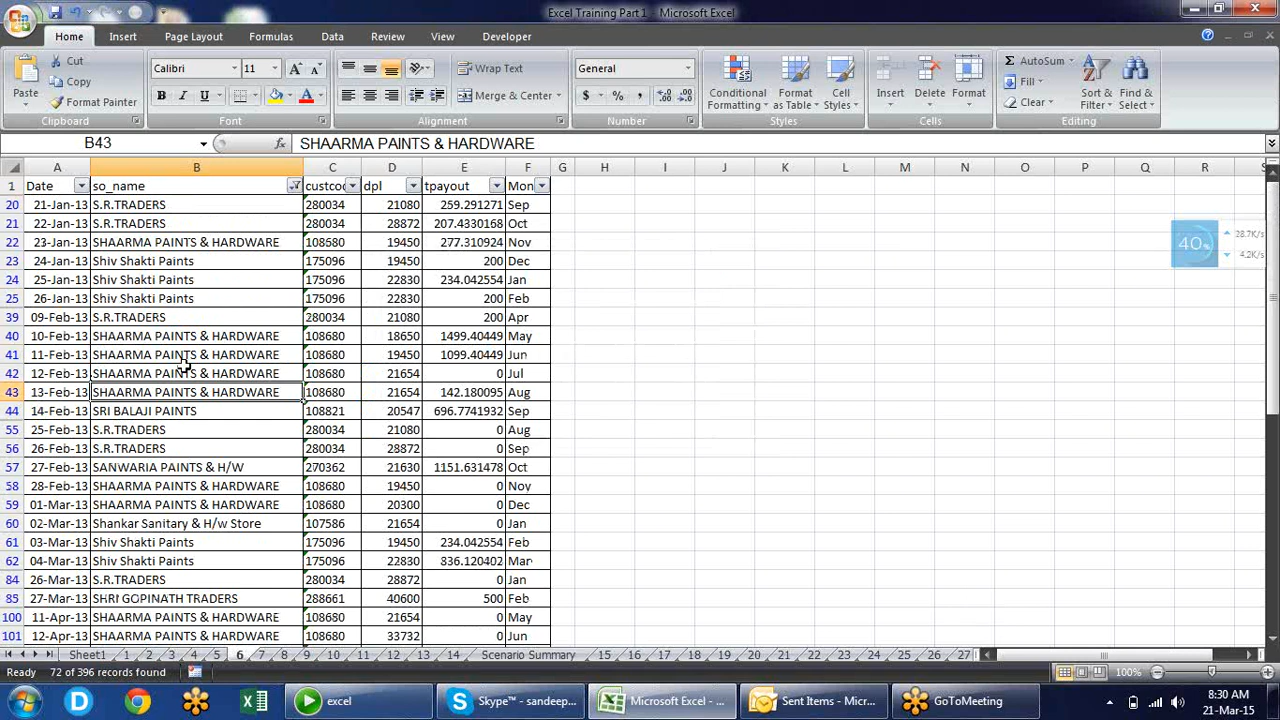 Excel Training Part 1 - Microsoft Excel
Home Insert Page Layout Formulas Data Review View Developer
Cut Calibri 11 Wrap Text General AutoSum
Paste Copy Merge & Center $ % , Conditional Formatting Format as Table Cell Styles Insert Delete Format Fill Sort & Filter Find & Select
Format Painter B I U Clear
Clipboard Font Alignment Number Styles Cells Editing
B43 fx SHAARMA PAINTS & HARDWARE
A B C D E F G H I J K L M N O P Q R S
1 Date so_name custco dpl tpayout Mon
20 21-Jan-13 S.R.TRADERS 280034 21080 259.291271 Sep
21 22-Jan-13 S.R.TRADERS 280034 28872 207.4330168 Oct
22 23-Jan-13 SHAARMA PAINTS & HARDWARE 108580 19450 277.310924 Nov
23 24-Jan-13 Shiv Shakti Paints 175096 19450 200 Dec
24 25-Jan-13 Shiv Shakti Paints 175096 22830 234.042554 Jan
25 26-Jan-13 Shiv Shakti Paints 175096 22830 200 Feb
39 09-Feb-13 S.R.TRADERS 280034 21080 200 Apr
40 10-Feb-13 SHAARMA PAINTS & HARDWARE 108680 18650 1499.40449 May
41 11-Feb-13 SHAARMA PAINTS & HARDWARE 108680 19450 1099.40449 Jun
42 12-Feb-13 SHAARMA PAINTS & HARDWARE 108680 21654 0 Jul
43 13-Feb-13 SHAARMA PAINTS & HARDWARE 108680 21654 142.180095 Aug
44 14-Feb-13 SRI BALAJI PAINTS 108821 20547 696.7741932 Sep
55 25-Feb-13 S.R.TRADERS 280034 21080 0 Aug
56 26-Feb-13 S.R.TRADERS 280034 28872 0 Sep
57 27-Feb-13 SANWARIA PAINTS & H/W 270362 21630 1151.631478 Oct
58 28-Feb-13 SHAARMA PAINTS & HARDWARE 108680 19450 0 Nov
59 01-Mar-13 SHAARMA PAINTS & HARDWARE 108680 20300 0 Dec
60 02-Mar-13 Shankar Sanitary & H/w Store 107586 21654 0 Jan
61 03-Mar-13 Shiv Shakti Paints 175096 19450 234.042554 Feb
62 04-Mar-13 Shiv Shakti Paints 175096 22830 336.120402 Mar
84 26-Mar-13 S.R.TRADERS 280034 28872 0 Jan
85 27-Mar-13 SHRI GOPINATH TRADERS 288661 40600 500 Feb
100 11-Apr-13 SHAARMA PAINTS & HARDWARE 108680 21654 0 May
101 12-Apr-13 SHAARMA PAINTS & HARDWARE 108680 33732 0 Jun
40% 28.7K/s
4.2K/s
Sheet1 1 2 3 4 5 6 7 8 9 10 11 12 13 14 Scenario Summary 15 16 18 19 20 21 22 23 24 25 26 27
Ready 72 of 396 records found 100%
excel Skype™ - sandeep... Microsoft Excel - ... Sent Items - Micr... GoToMeeting
8:30 AM
21-Mar-15